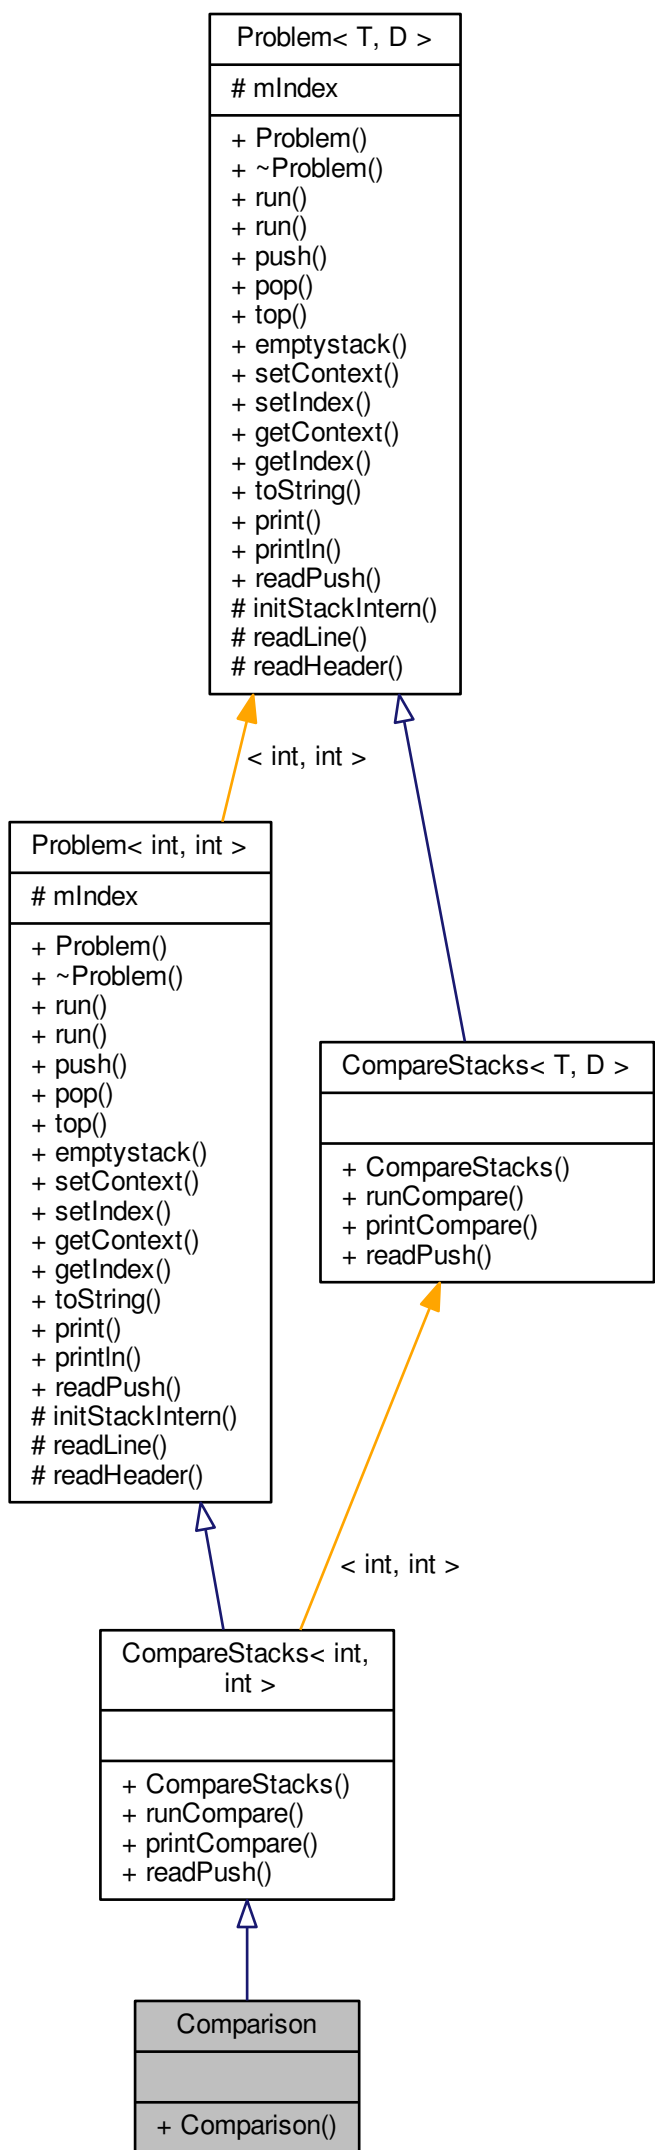 Problem< T, D >
# mIndex
+ Problem()
+ ~Problem()
+ run()
+ run()
+ push()
+ pop()
+ top()
+ emptystack()
+ setContext()
+ setIndex()
+ getContext()
+ getIndex()
+ toString()
+ print()
+ println()
+ readPush()
# initStackIntern()
# readLine()
# readHeader()
< int, int >
Problem< int, int >
# mIndex
+ Problem()
+ ~Problem()
+ run()
+ run()
+ push()
+ pop()
+ top()
+ emptystack()
+ setContext()
+ setIndex()
+ getContext()
+ getIndex()
+ toString()
+ print()
+ println()
+ readPush()
# initStackIntern()
# readLine()
# readHeader()
CompareStacks< T, D >
+ CompareStacks()
+ runCompare()
+ printCompare()
+ readPush()
< int, int >
CompareStacks< int,
int >
+ CompareStacks()
+ runCompare()
+ printCompare()
+ readPush()
Comparison
+ Comparison()